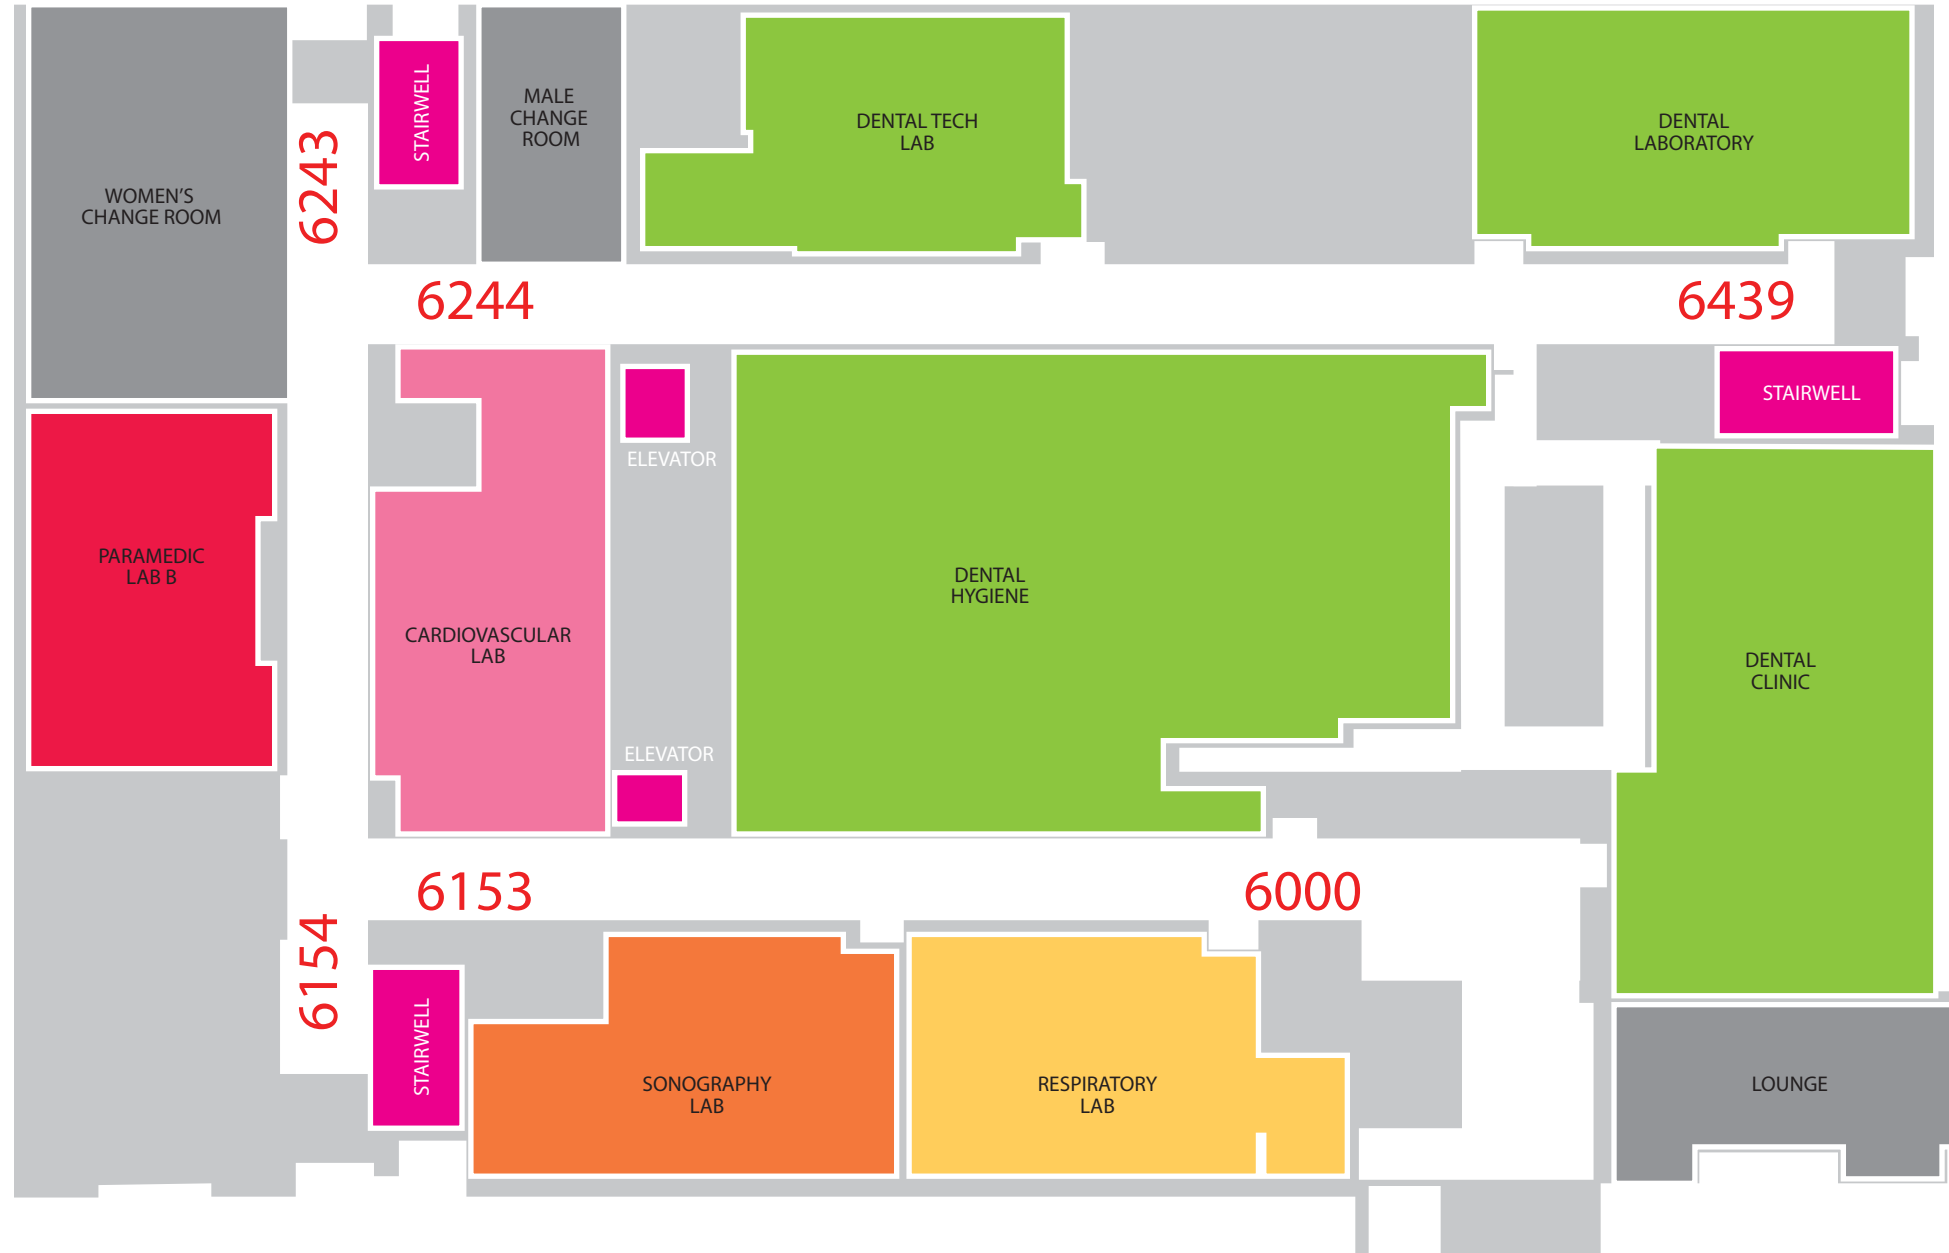 WOMEN'S
CHANGE ROOM
6243
STAIRWELL
MALE
CHANGE
ROOM
DENTAL TECH
LAB
DENTAL
LABORATORY
6244
6439
STAIRWELL
ELEVATOR
PARAMEDIC
LAB B
CARDIOVASCULAR
LAB
DENTAL
HYGIENE
DENTAL
CLINIC
ELEVATOR
6153
6000
6154
STAIRWELL
SONOGRAPHY
LAB
RESPIRATORY
LAB
LOUNGE